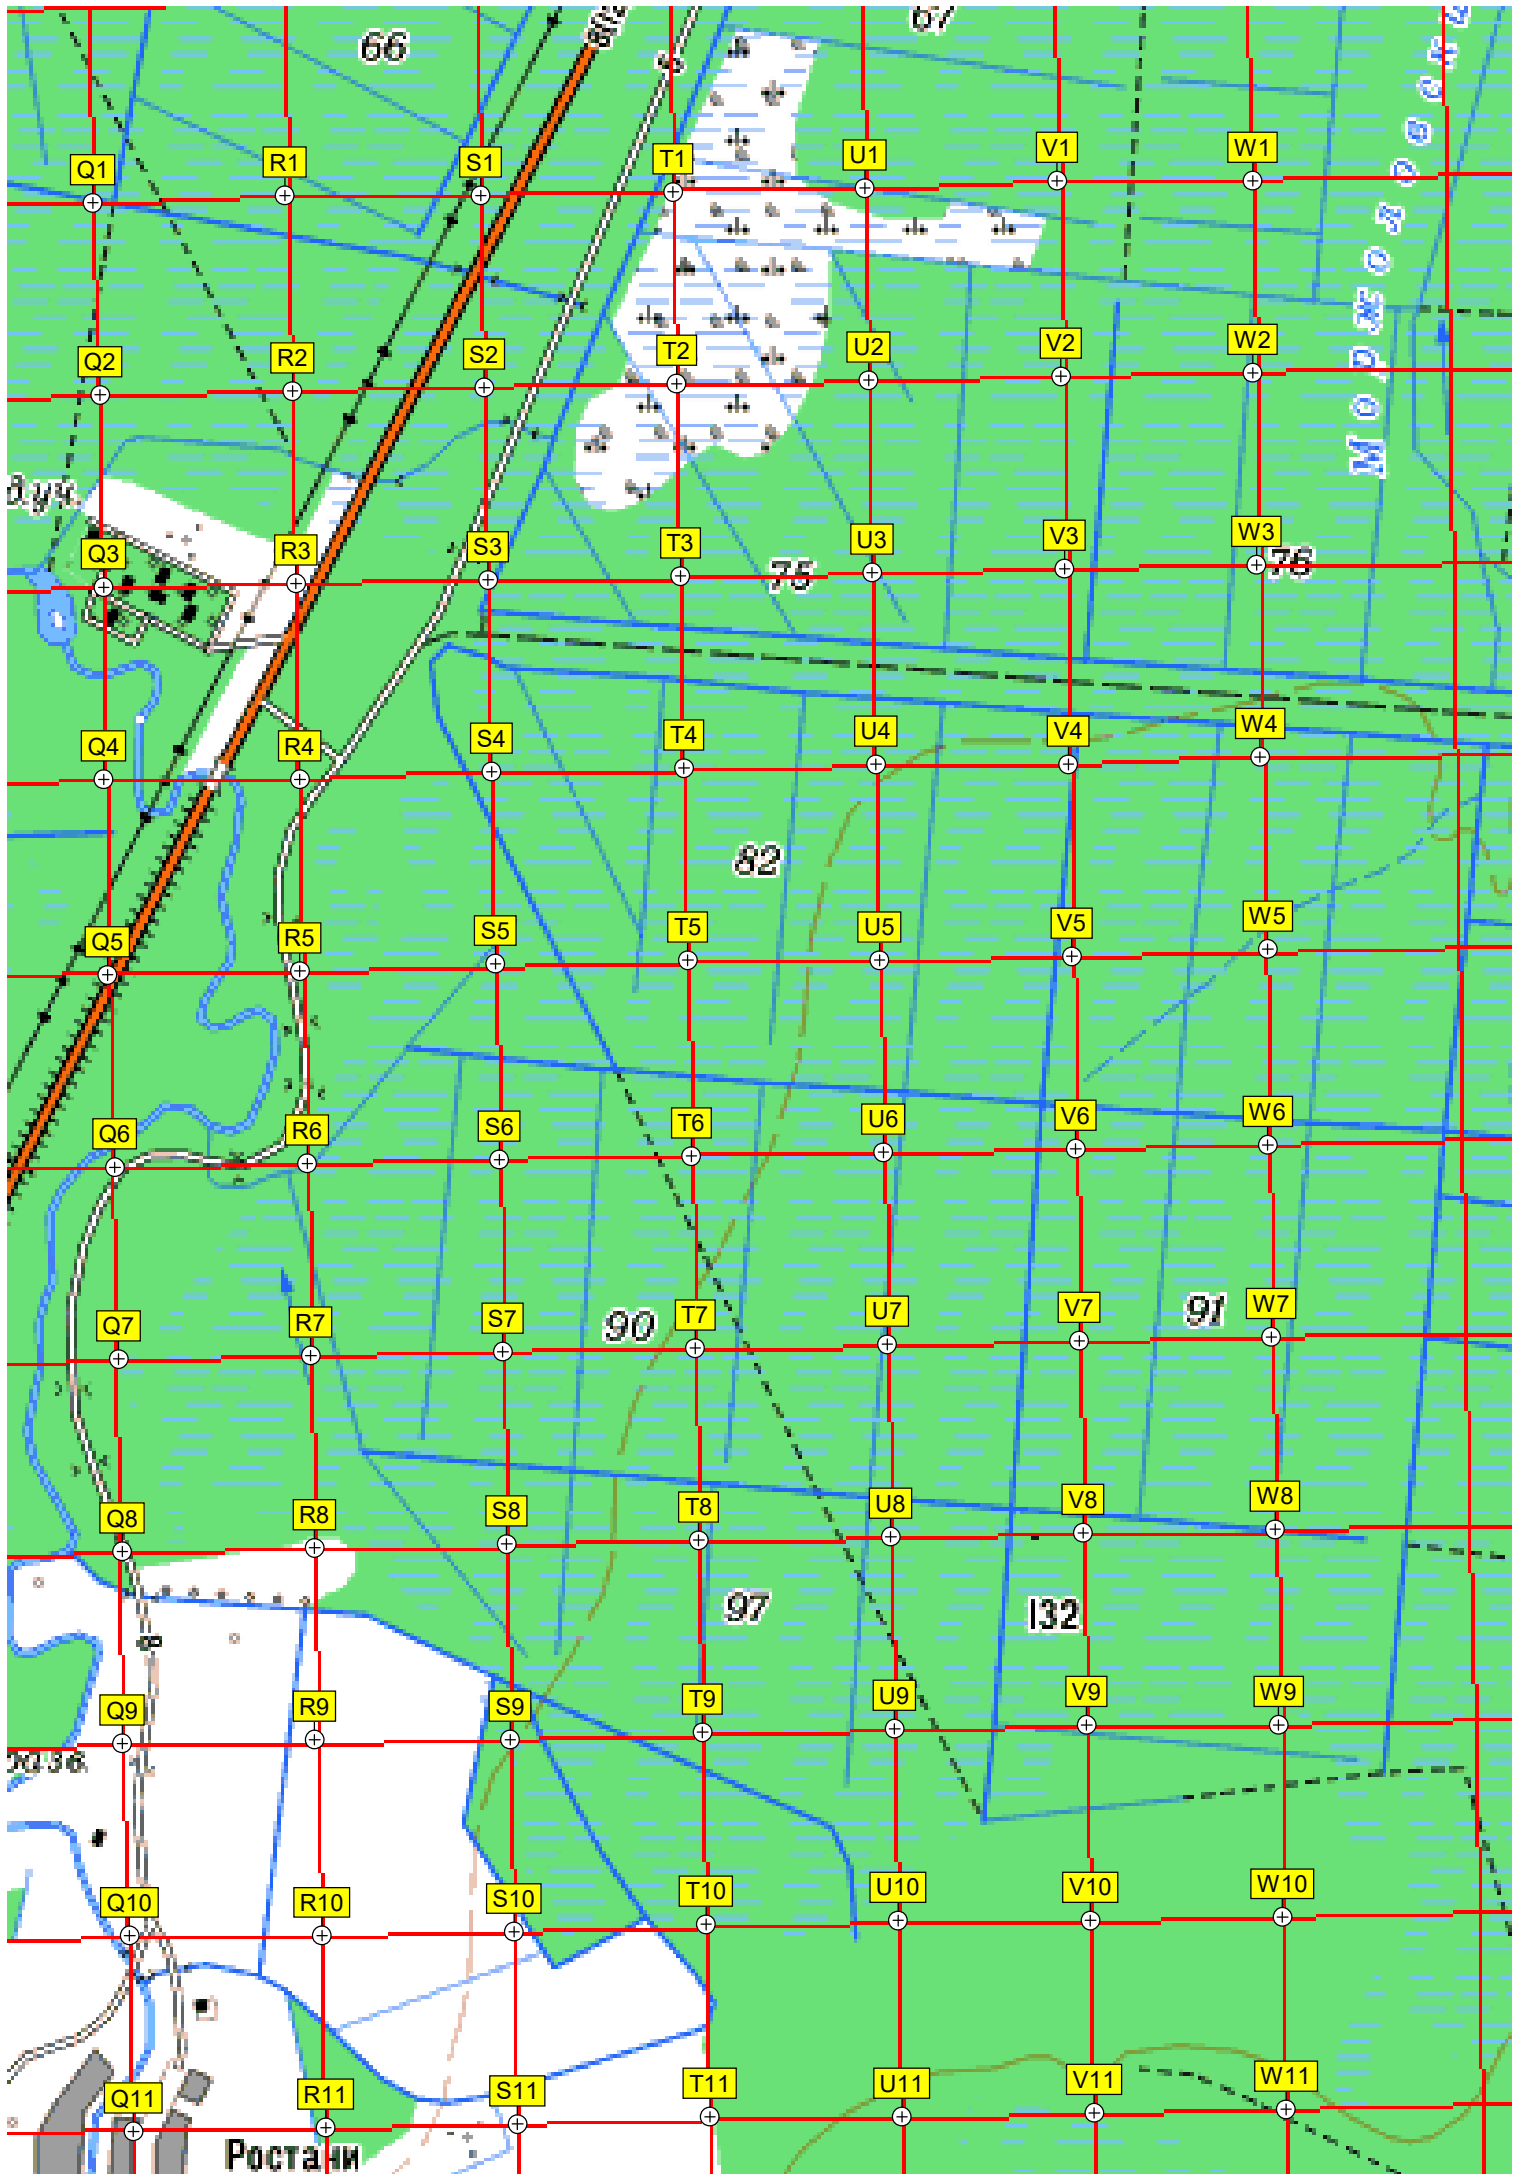 66
67
6
Моржовски
Q1 R1 S1 T1 U1 V1 W1
Q2 R2 S2 T2 U2 V2 W2
д.уч.
Q3 R3 S3 T3 U3 V3 W3
75
76
Q4 R4 S4 T4 U4 V4 W4
82
Q5 R5 S5 T5 U5 V5 W5
Q6 R6 S6 T6 U6 V6 W6
90
91
Q7 R7 S7 T7 U7 V7 W7
Q8 R8 S8 T8 U8 V8 W8
97
132
8
Q9 R9 S9 T9 U9 V9 W9
Q10 R10 S10 T10 U10 V10 W10
Q11 R11 S11 T11 U11 V11 W11
Ростани